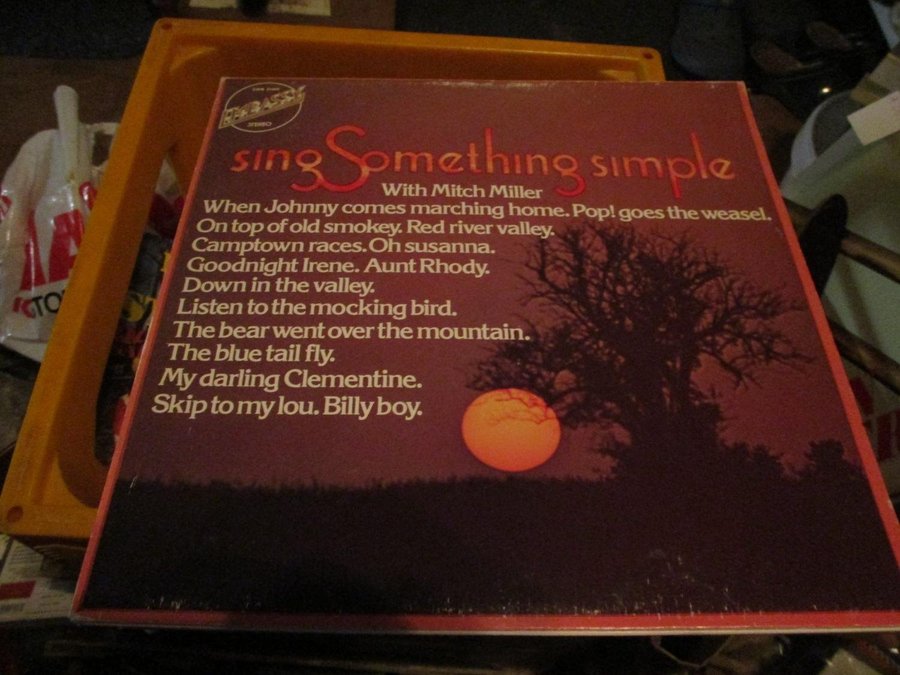 EMBASSY
STEREO
sing Something simple
With Mitch Miller
When Johnny comes marching home. Pop! goes the weasel.
On top of old smokey. Red river valley.
Camptown races. Oh susanna.
Goodnight Irene. Aunt Rhody.
Down in the valley.
Listen to the mocking bird.
The bear went over the mountain.
The blue tail fly.
My darling Clementine.
Skip to my lou. Billy boy.